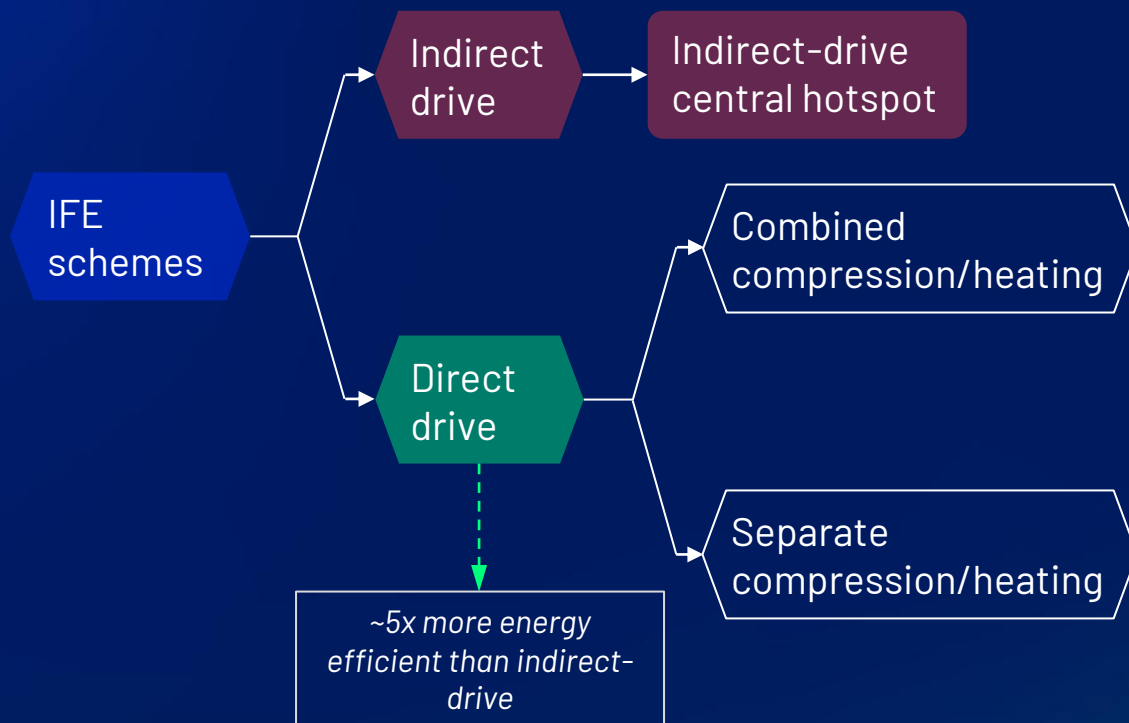 Indirect
drive
Indirect-drive
central hotspot
IFE
schemes
Combined
compression/heating
Direct
drive
Separate
compression/heating
~5x more energy
efficient than indirect-
drive